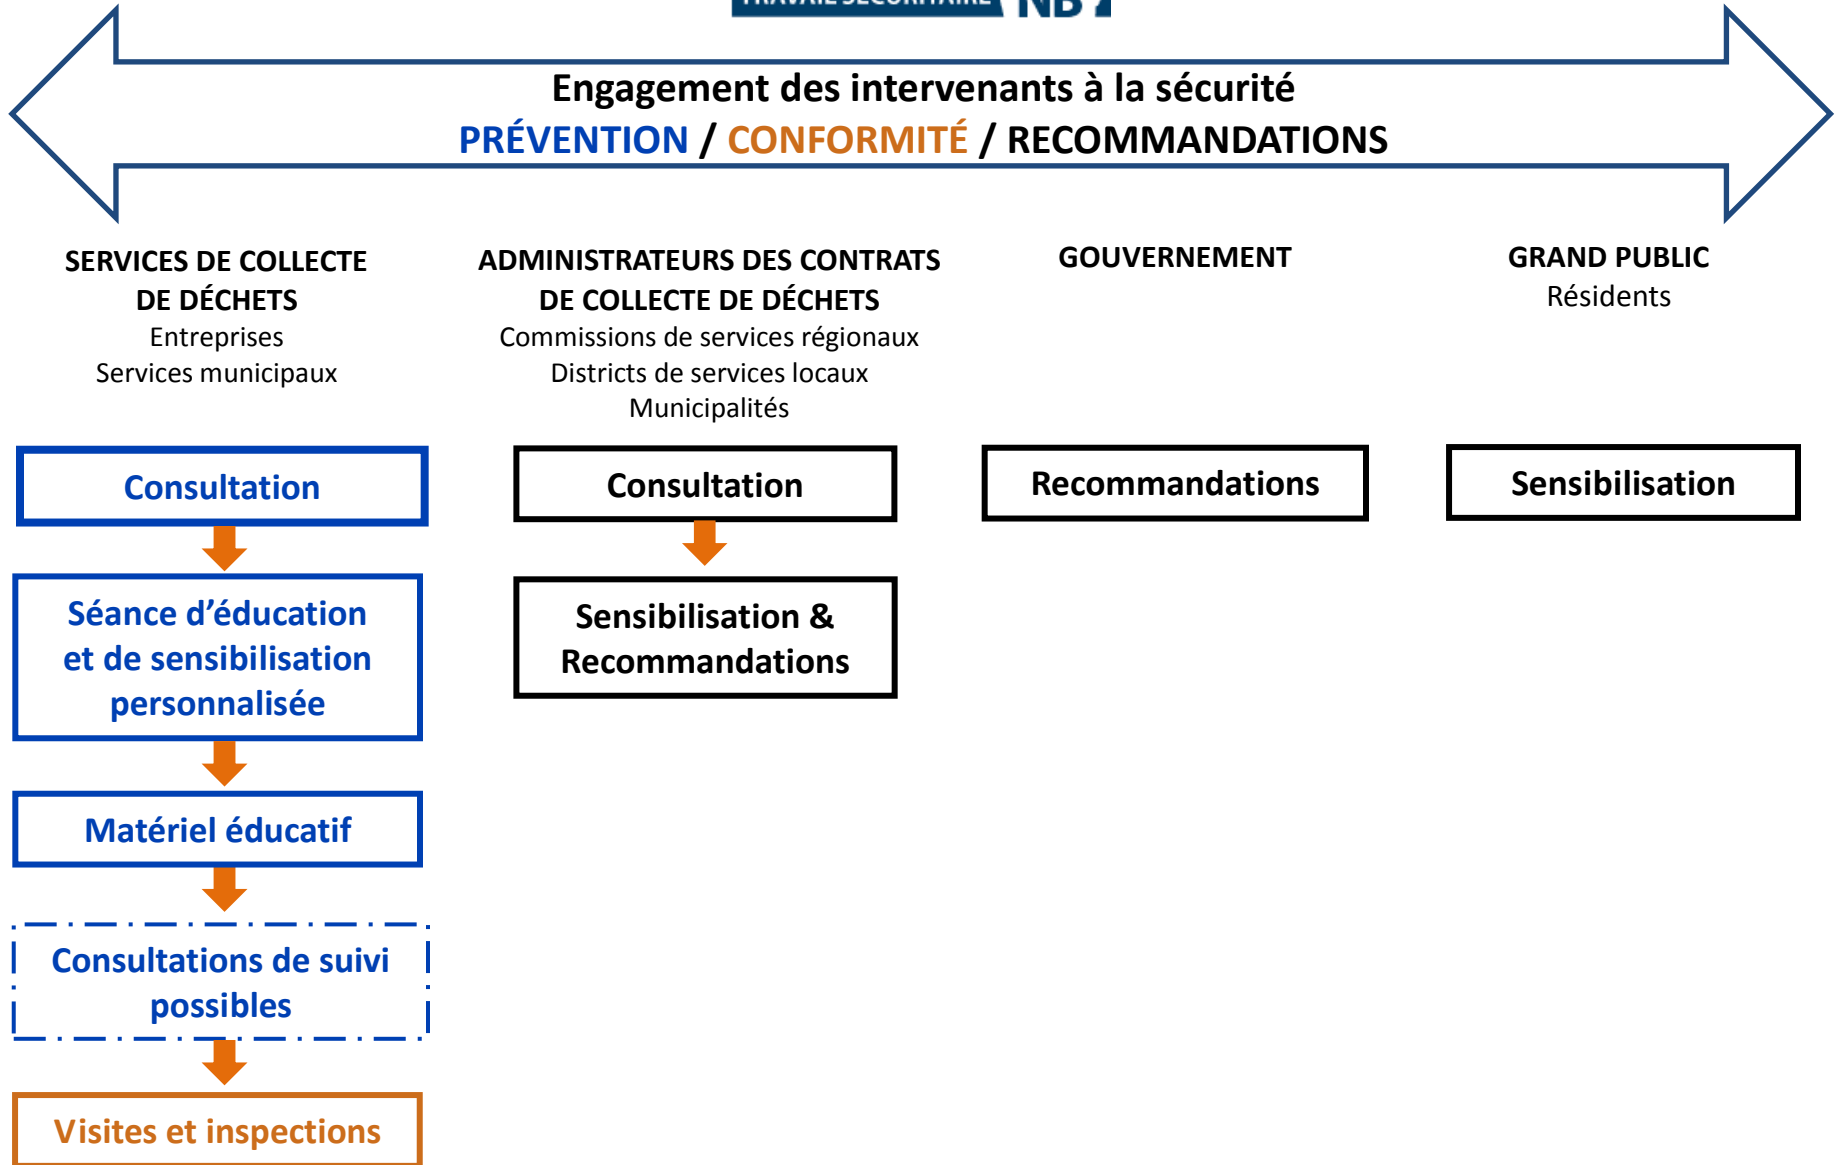 TRAVAIL SÉCURITAIRE NB
Engagement des intervenants à la sécurité
PRÉVENTION / CONFORMITÉ / RECOMMANDATIONS
SERVICES DE COLLECTE
DE DÉCHETS
Entreprises
Services municipaux
ADMINISTRATEURS DES CONTRATS
DE COLLECTE DE DÉCHETS
Commissions de services régionaux
Districts de services locaux
Municipalités
GOUVERNEMENT
GRAND PUBLIC
Résidents
Consultation
Séance d’éducation
et de sensibilisation
personnalisée
Matériel éducatif
Consultations de suivi
possibles
Visites et inspections
Consultation
Sensibilisation &
Recommandations
Recommandations
Sensibilisation